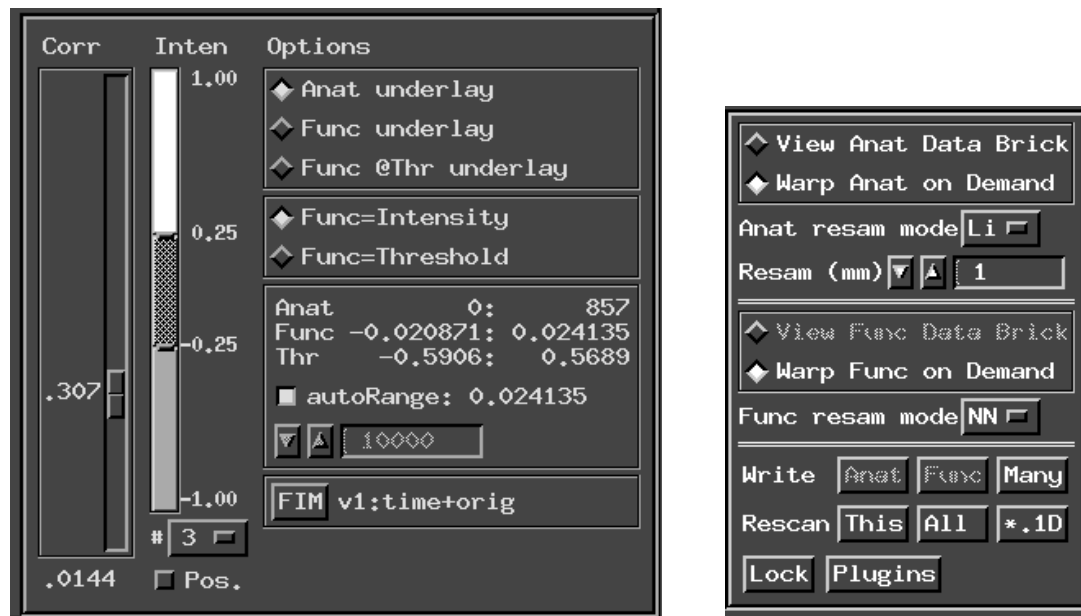 Corr Inten Options
1.00
Anat underlay
Func underlay
Func @Thr underlay
Func=Intensity
0.25
Func=Threshold
Anat 0: 857
Func -0.020871: 0.024135
-0.25
Thr -0.5906: 0.5689
.307
autoRange: 0.024135
10000
-1.00
FIM v1:time+orig
# 3
.0144 Pos.
View Anat Data Brick
Warp Anat on Demand
Anat resam mode Li
Resam (mm) 1
View Func Data Brick
Warp Func on Demand
Func resam mode NN
Write Anat Func Many
Rescan This All *.1D
Lock Plugins